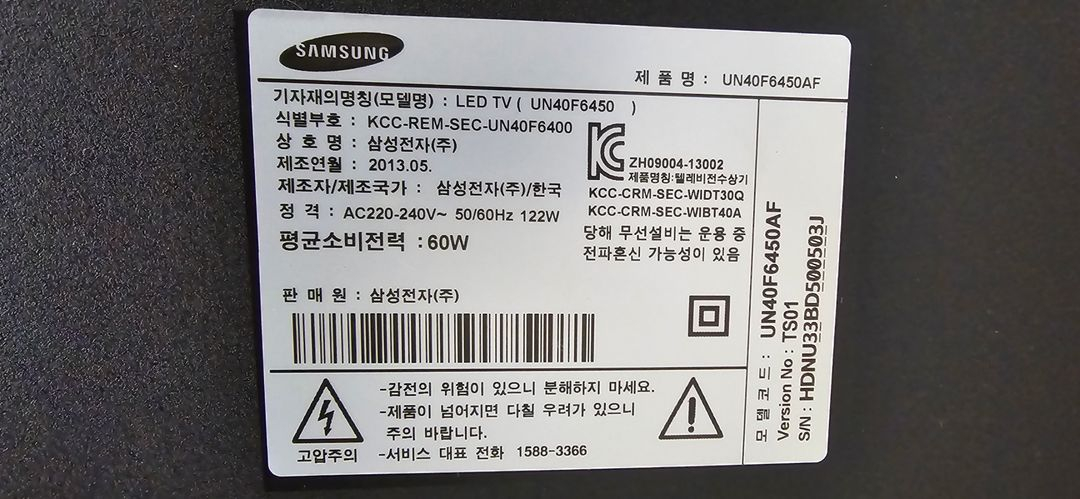 SAMSUNG
제 품 명 : UN40F6450AF
기자재의명칭(모델명) : LED TV ( UN40F6450 )
식별부호 : KCC-REM-SEC-UN40F6400
상 호 명 : 삼성전자(주)
제조연월 : 2013.05.
제조자/제조국가 : 삼성전자(주)/한국
정 격 : AC220-240V~ 50/60Hz 122W
평균소비전력 : 60W
ZH09004-13002
제품명칭:텔레비전수상기
KCC-CRM-SEC-WIDT30Q
KCC-CRM-SEC-WIBT40A
당해 무선설비는 운용 중
전파혼신 가능성이 있음
판 매 원 : 삼성전자(주)
고압주의
-감전의 위험이 있으니 분해하지 마세요.
-제품이 넘어지면 다칠 우려가 있으니
주의 바랍니다.
-서비스 대표 전화 1588-3366
모 델 코 드 : UN40F6450AF
Version No : TS01
S/N : HDNU33BD500503J